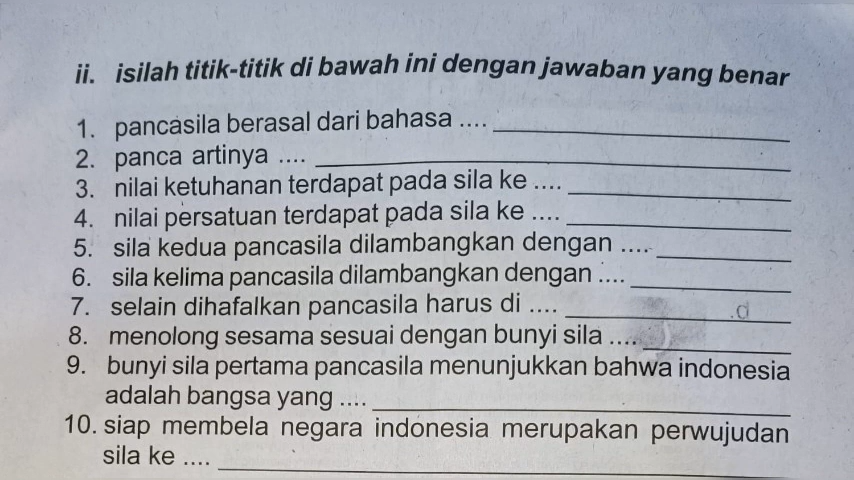 ii. isilah titik-titik di bawah ini dengan jawaban yang benar
1. pancasila berasal dari bahasa ....
2. panca artinya ....
3. nilai ketuhanan terdapat pada sila ke ....
4. nilai persatuan terdapat pada sila ke ....
5. sila kedua pancasila dilambangkan dengan ....
6. sila kelima pancasila dilambangkan dengan ....
7. selain dihafalkan pancasila harus di ....
8. menolong sesama sesuai dengan bunyi sila ....
9. bunyi sila pertama pancasila menunjukkan bahwa indonesia
adalah bangsa yang ....
10. siap membela negara indonesia merupakan perwujudan
sila ke ....